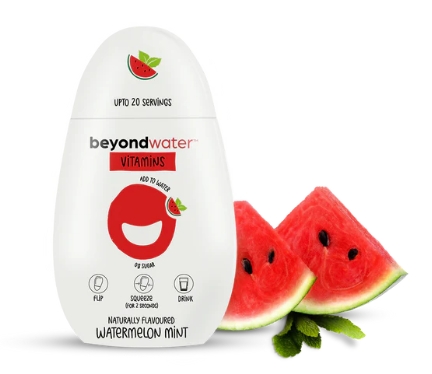 UPTO 20 SERVINGS
beyondwater™
VITAMINS
ADD TO WATER
0g SUGAR
FLIP
SQUEEZE
(FOR 2 SECONDS)
DRINK
NATURALLY FLAVOURED
WATERMELON MINT